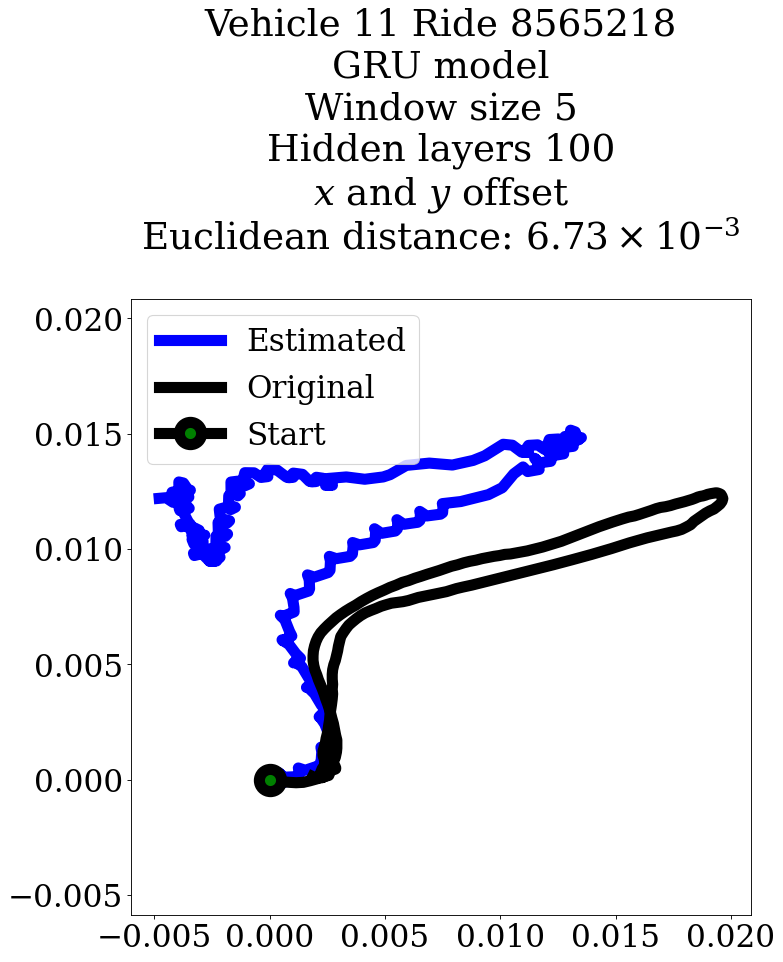 Vehicle 11 Ride 8565218
GRU model
Window size 5
Hidden layers 100
x and y offset
Euclidean distance: 6.73 × 10⁻³
0.020
0.015
0.010
0.005
0.000
−0.005
Estimated
Original
Start
−0.005 0.000 0.005 0.010 0.015 0.020